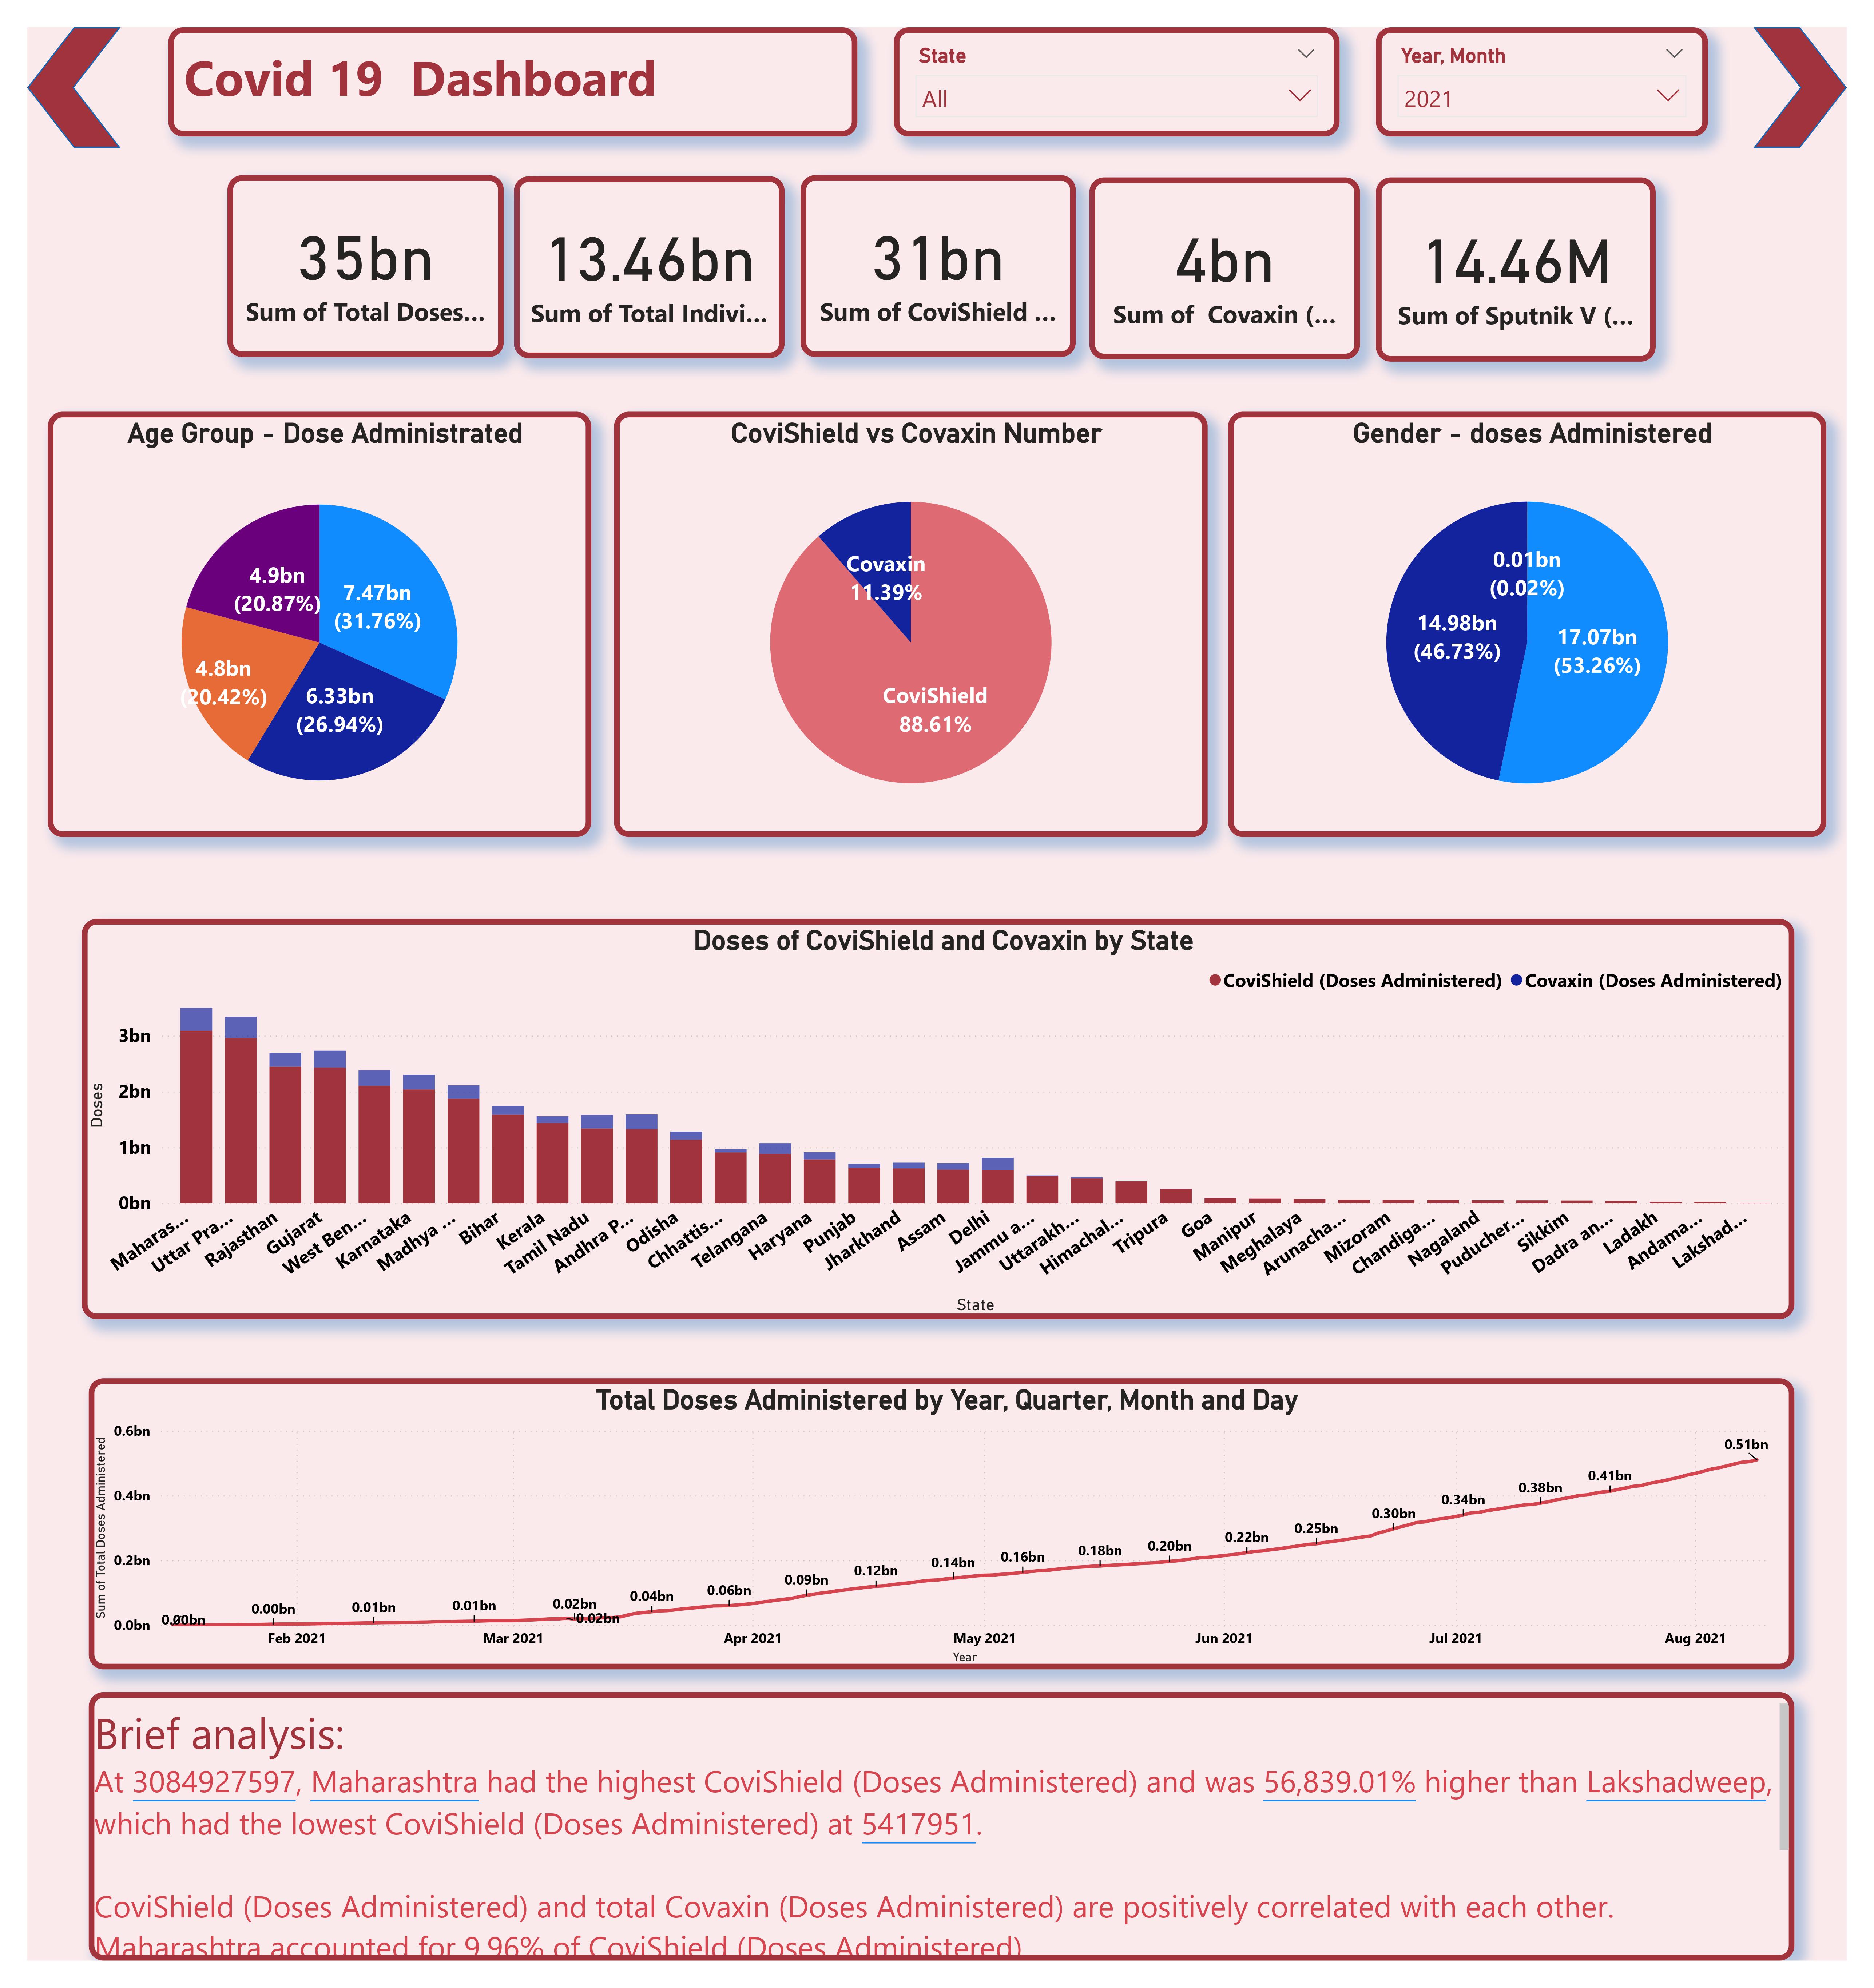 Covid 19  Dashboard
State
All
Year, Month
2021
35bn
Sum of Total Doses...
13.46bn
Sum of Total Indivi...
31bn
Sum of CoviShield ...
4bn
Sum of  Covaxin (...
14.46M
Sum of Sputnik V (...
Age Group - Dose Administrated
4.9bn
(20.87%)
7.47bn
(31.76%)
4.8bn
(20.42%)
6.33bn
(26.94%)
CoviShield vs Covaxin Number
Covaxin
11.39%
CoviShield
88.61%
Gender - doses Administered
0.01bn
(0.02%)
14.98bn
(46.73%)
17.07bn
(53.26%)
Doses of CoviShield and Covaxin by State
CoviShield (Doses Administered)
Covaxin (Doses Administered)
Doses
3bn
2bn
1bn
0bn
Maharas...
Uttar Pra...
Rajasthan
Gujarat
West Ben...
Karnataka
Madhya ...
Bihar
Kerala
Tamil Nadu
Andhra P...
Odisha
Chhattis...
Telangana
Haryana
Punjab
Jharkhand
Assam
Delhi
Jammu a...
Uttarakh...
Himachal...
Tripura
Goa
Manipur
Meghalaya
Arunacha...
Mizoram
Chandiga...
Nagaland
Puducher...
Sikkim
Dadra an...
Ladakh
Andama...
Lakshad...
State
Total Doses Administered by Year, Quarter, Month and Day
Sum of Total Doses Administered
0.6bn
0.4bn
0.2bn
0.0bn
0.00bn
0.00bn
0.01bn
0.01bn
0.02bn
0.02bn
0.04bn
0.06bn
0.09bn
0.12bn
0.14bn
0.16bn
0.18bn
0.20bn
0.22bn
0.25bn
0.30bn
0.34bn
0.38bn
0.41bn
0.51bn
Feb 2021
Mar 2021
Apr 2021
May 2021
Jun 2021
Jul 2021
Aug 2021
Year
Brief analysis:
At 3084927597, Maharashtra had the highest CoviShield (Doses Administered) and was 56,839.01% higher than Lakshadweep,
which had the lowest CoviShield (Doses Administered) at 5417951.
CoviShield (Doses Administered) and total Covaxin (Doses Administered) are positively correlated with each other.
Maharashtra accounted for 9.96% of CoviShield (Doses Administered)